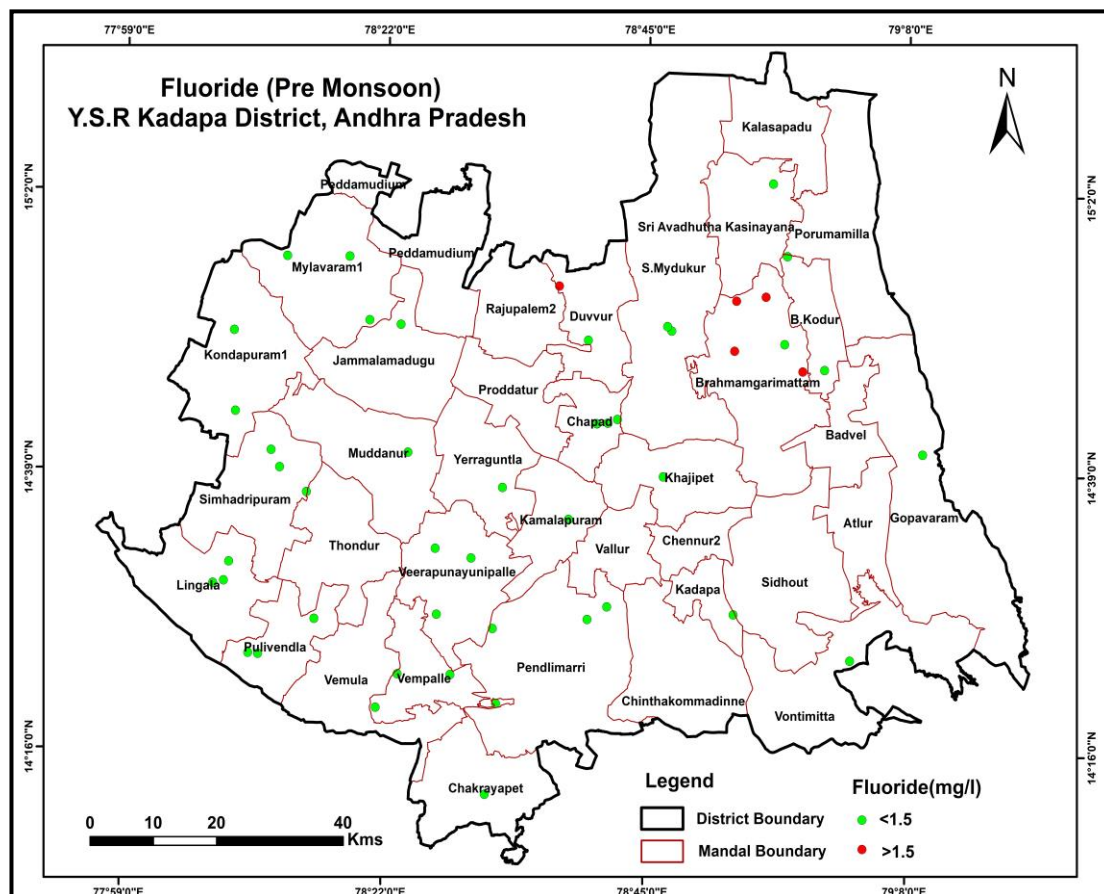 77°59'0"E 78°22'0"E 78°45'0"E 79°8'0"E
Fluoride (Pre Monsoon)
Y.S.R Kadapa District, Andhra Pradesh
N
Kalasapadu
15°2'0"N
Peddamudium
15°2'0"N
Sri Avadhutha Kasinayana
Porumamilla
Peddamudium
Mylavaram1
S.Mydukur
Rajupalem2
Duvvur
B.Kodur
Kondapuram1
Jammalamadugu
Proddatur
Brahmamgarimattam
Chapad
Badvel
Muddanur
Yerraguntla
14°39'0"N
Khajipet
14°39'0"N
Simhadripuram
Kamalapuram
Atlur
Gopavaram
Thondur
Vallur
Chennur2
Veerapunayunipalle
Sidhout
Lingala
Kadapa
Pulivendla
Pendlimarri
Vemula
Vempalle
Chinthakommadinne
Vontimitta
14°16'0"N
14°16'0"N
Chakrayapet
Legend
Fluoride(mg/l)
District Boundary
<1.5
Mandal Boundary
>1.5
0 10 20 40
Kms
77°59'0"E 78°22'0"E 78°45'0"E 79°8'0"E